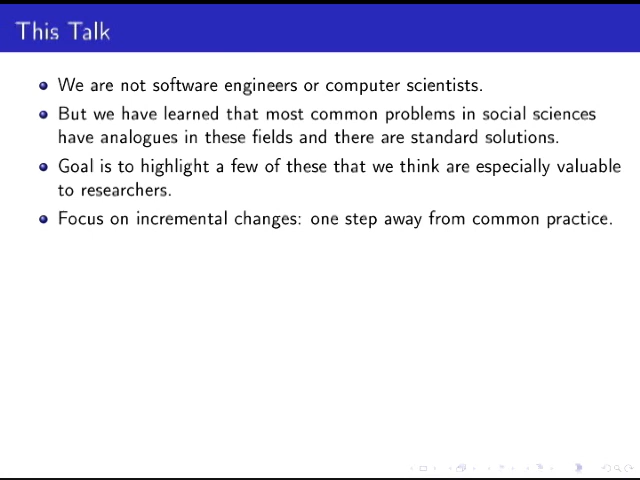 This Talk
We are not software engineers or computer scientists.
But we have learned that most common problems in social sciences
have analogues in these fields and there are standard solutions.
Goal is to highlight a few of these that we think are especially valuable
to researchers.
Focus on incremental changes: one step away from common practice.